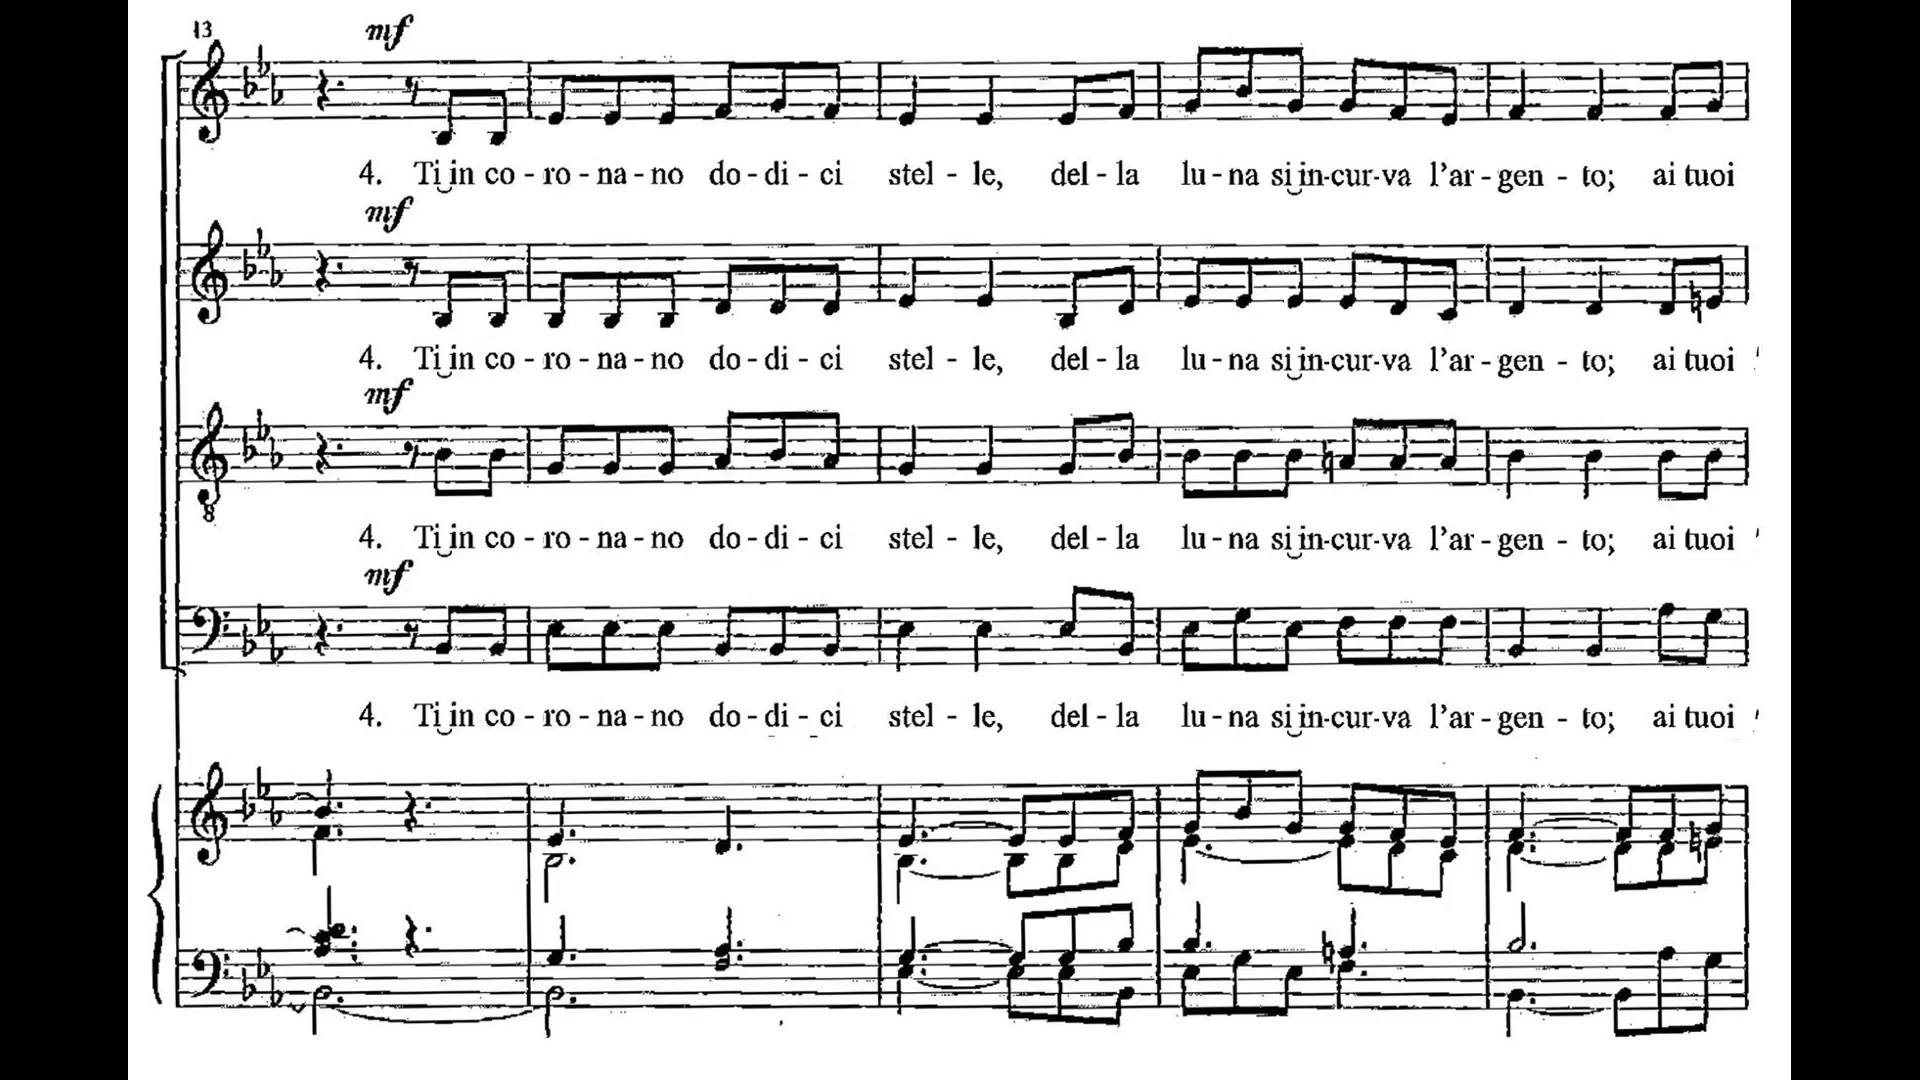 13
mf
4. Ti in co - ro - na - no do - di - ci stel - le, del - la lu - na si in - cur - va l'ar - gen - to; ai tuoi
mf
4. Ti in co - ro - na - no do - di - ci stel - le, del - la lu - na si in - cur - va l'ar - gen - to; ai tuoi
mf
8
4. Ti in co - ro - na - no do - di - ci stel - le, del - la lu - na si in - cur - va l'ar - gen - to; ai tuoi
mf
4. Ti in co - ro - na - no do - di - ci stel - le, del - la lu - na si in - cur - va l'ar - gen - to; ai tuoi